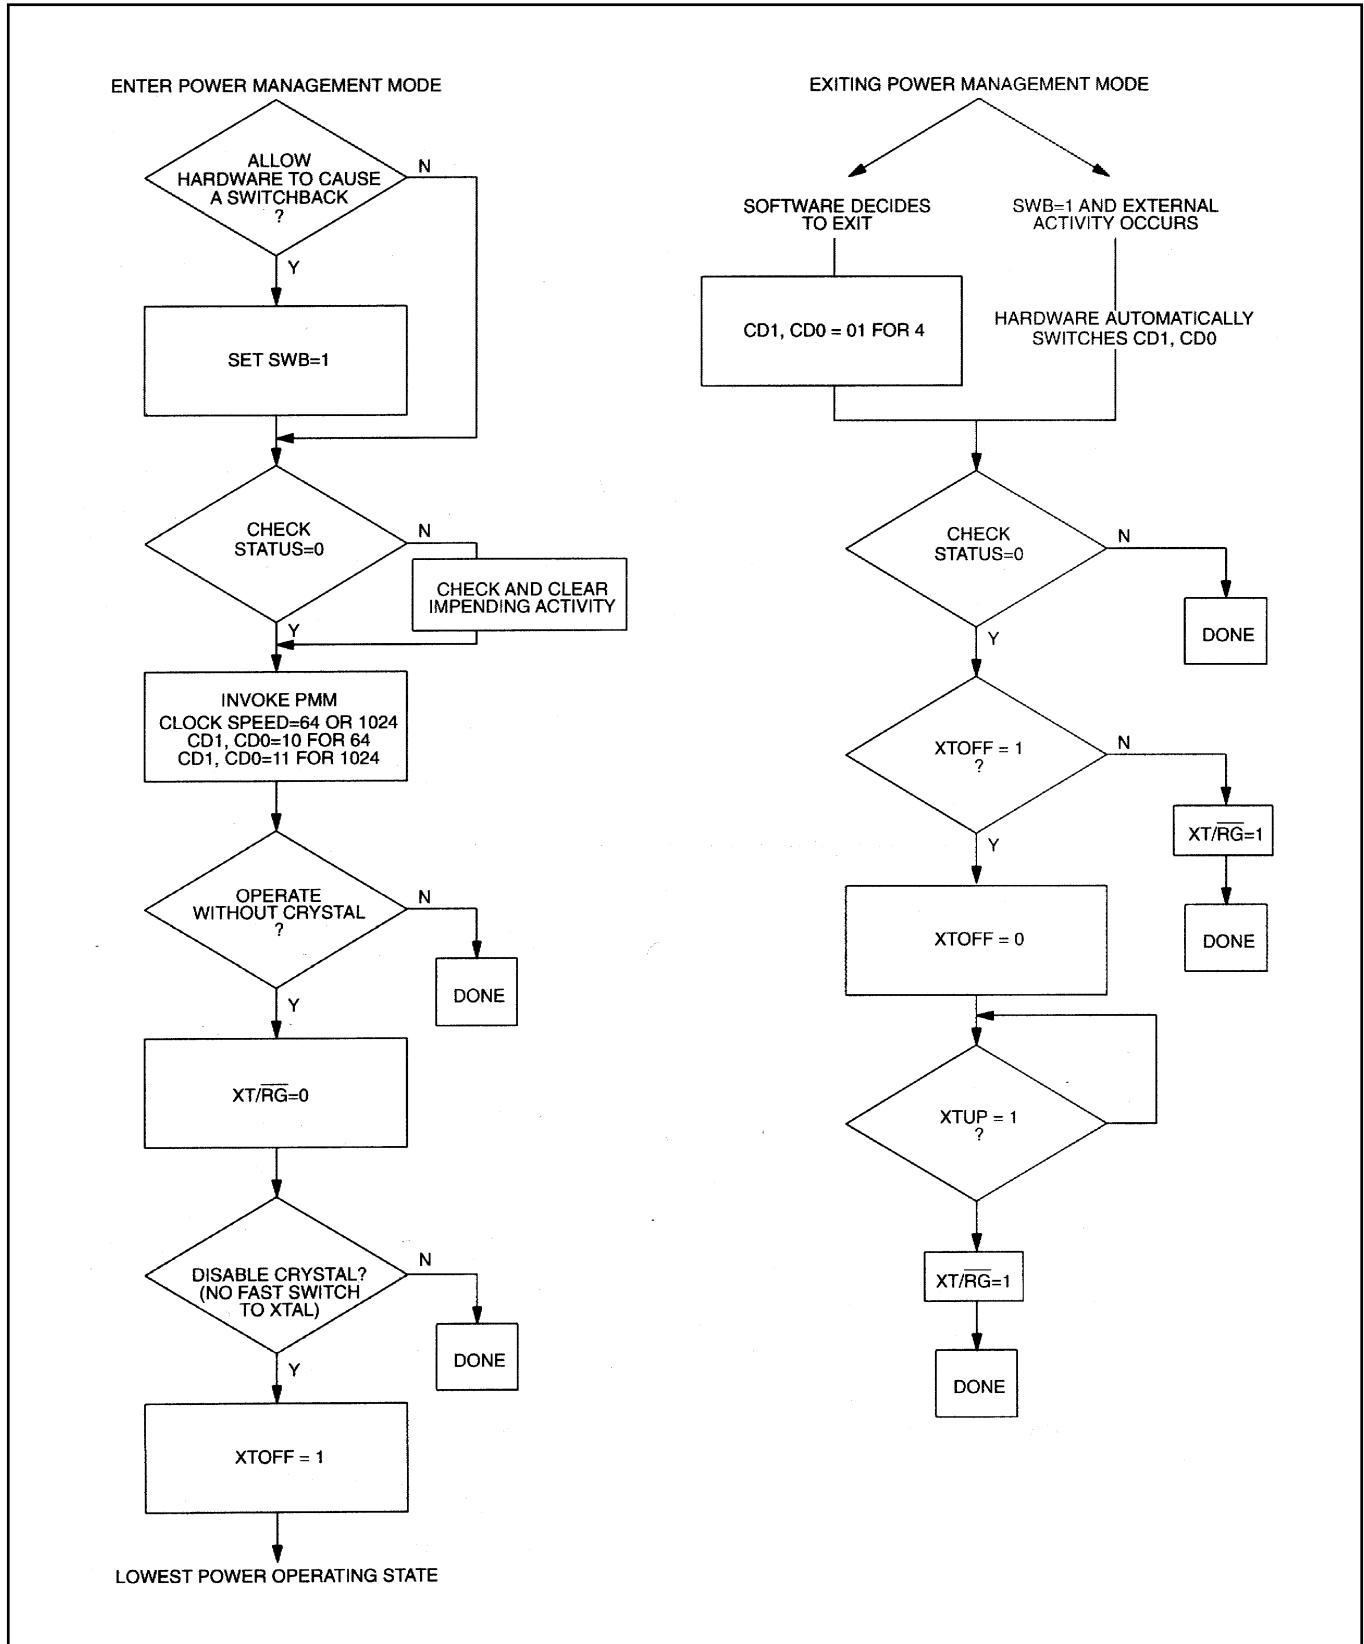 ENTER POWER MANAGEMENT MODE
ALLOW
HARDWARE TO CAUSE
A SWITCHBACK
?
N
Y
SET SWB=1
CHECK
STATUS=0
N
CHECK AND CLEAR
IMPENDING ACTIVITY
Y
INVOKE PMM
CLOCK SPEED=64 OR 1024
CD1, CD0=10 FOR 64
CD1, CD0=11 FOR 1024
OPERATE
WITHOUT CRYSTAL
?
N
DONE
Y
XT/R̅G̅=0
DISABLE CRYSTAL?
(NO FAST SWITCH
TO XTAL)
N
DONE
Y
XTOFF = 1
LOWEST POWER OPERATING STATE
EXITING POWER MANAGEMENT MODE
SOFTWARE DECIDES
TO EXIT
SWB=1 AND EXTERNAL
ACTIVITY OCCURS
CD1, CD0 = 01 FOR 4
HARDWARE AUTOMATICALLY
SWITCHES CD1, CD0
CHECK
STATUS=0
N
DONE
Y
XTOFF = 1
?
N
XT/R̅G̅=1
DONE
Y
XTOFF = 0
XTUP = 1
?
XT/R̅G̅=1
DONE